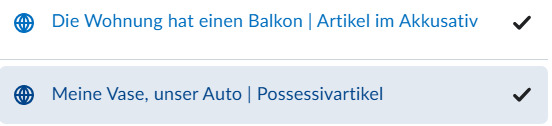 Die Wohnung hat einen Balkon | Artikel im Akkusativ
Meine Vase, unser Auto | Possessivartikel